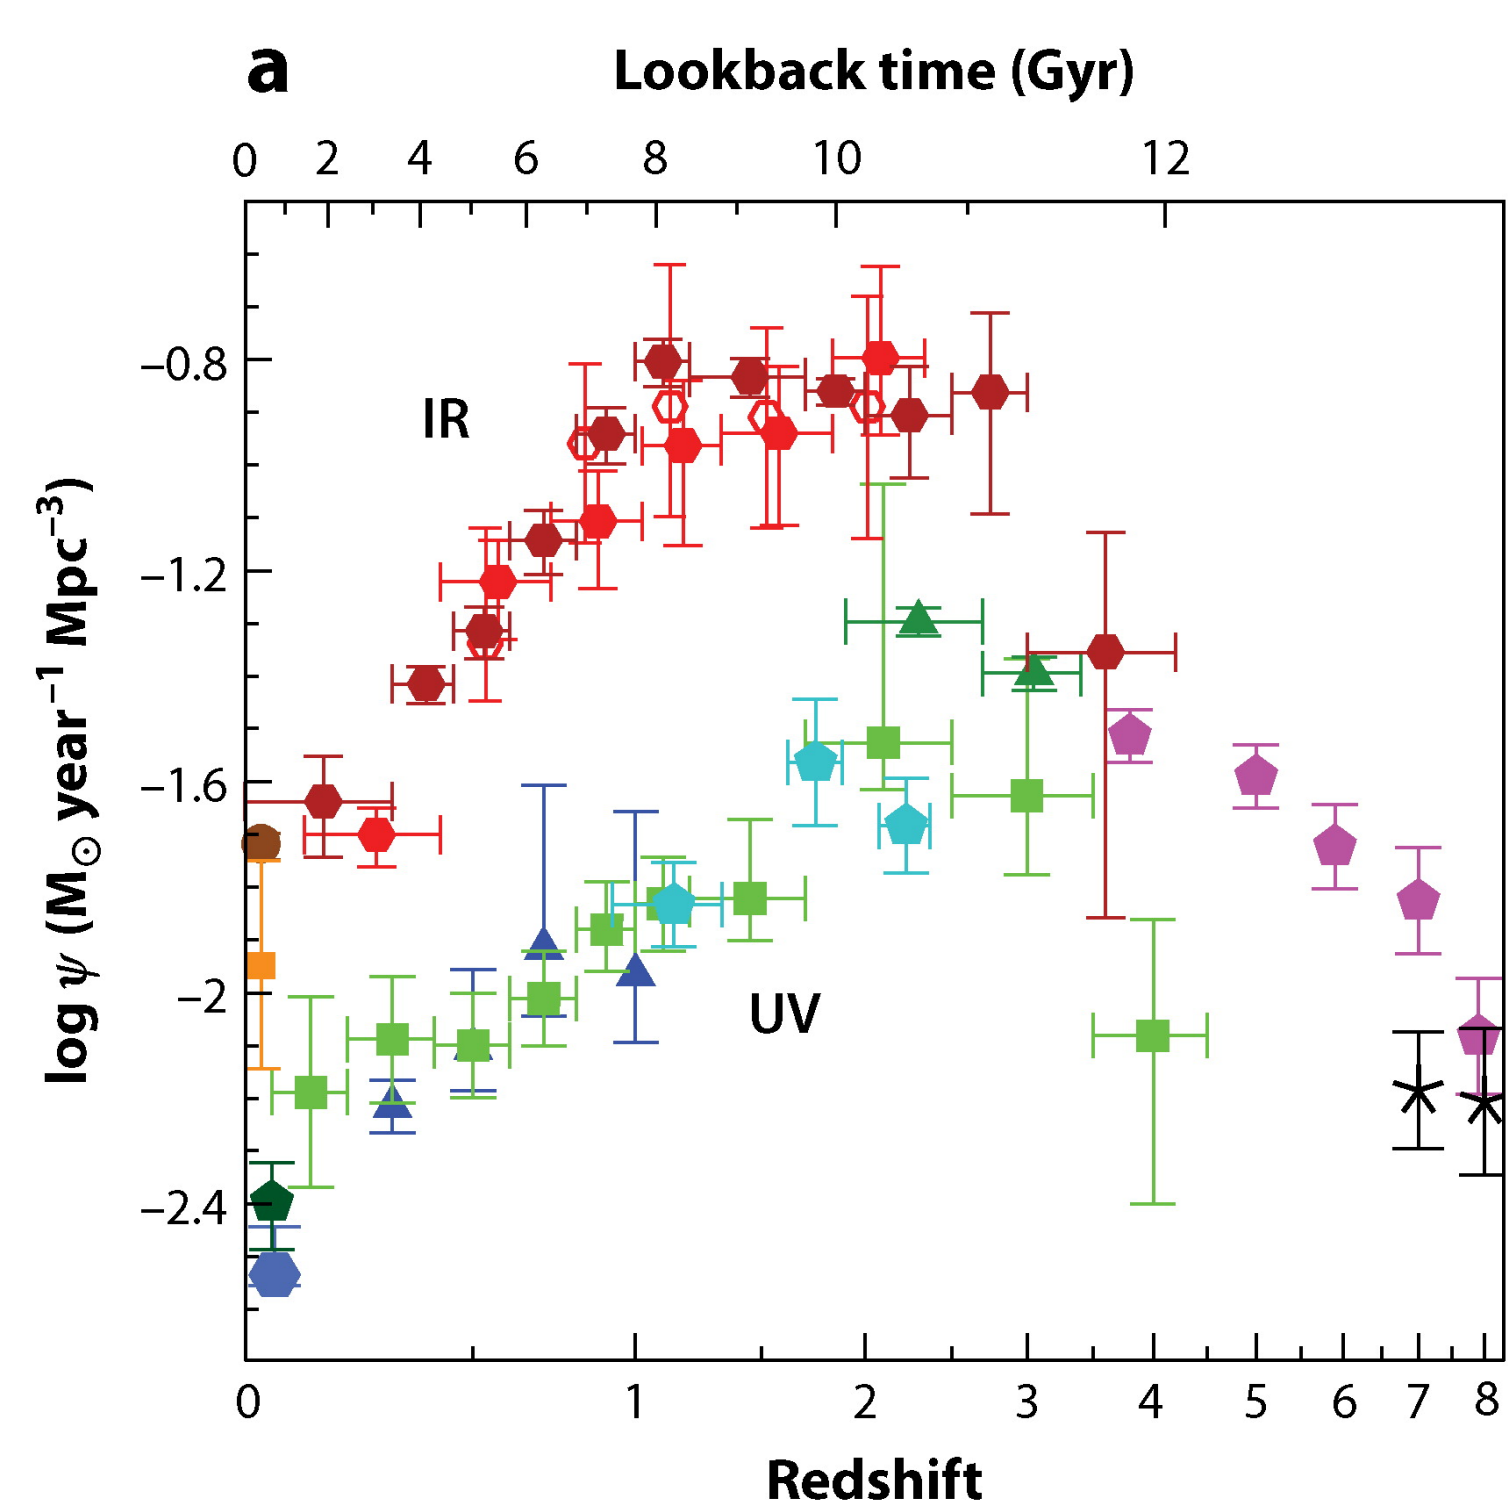 a
Lookback time (Gyr)
0 2 4 6 8 10 12
IR
UV
−0.8
−1.2
−1.6
−2
−2.4
log ψ (M⊙ year⁻¹ Mpc⁻³)
0 1 2 3 4 5 6 7 8
Redshift